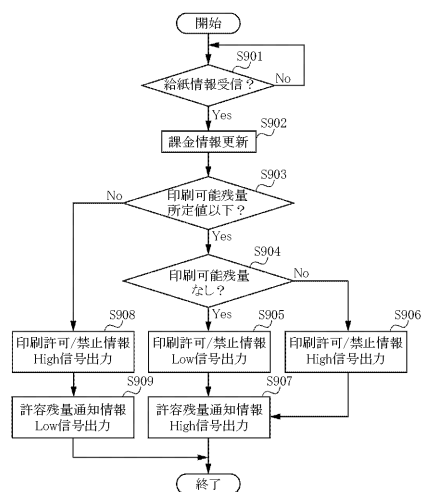 開始
S901
給紙情報受信？
No
Yes
S902
課金情報更新
S903
No
印刷可能残量
所定値以下？
Yes
S904
印刷可能残量
なし？
No
Yes
S908
印刷許可/禁止情報
High信号出力
S905
印刷許可/禁止情報
Low信号出力
S906
印刷許可/禁止情報
High信号出力
S909
許容残量通知情報
Low信号出力
S907
許容残量通知情報
High信号出力
終了